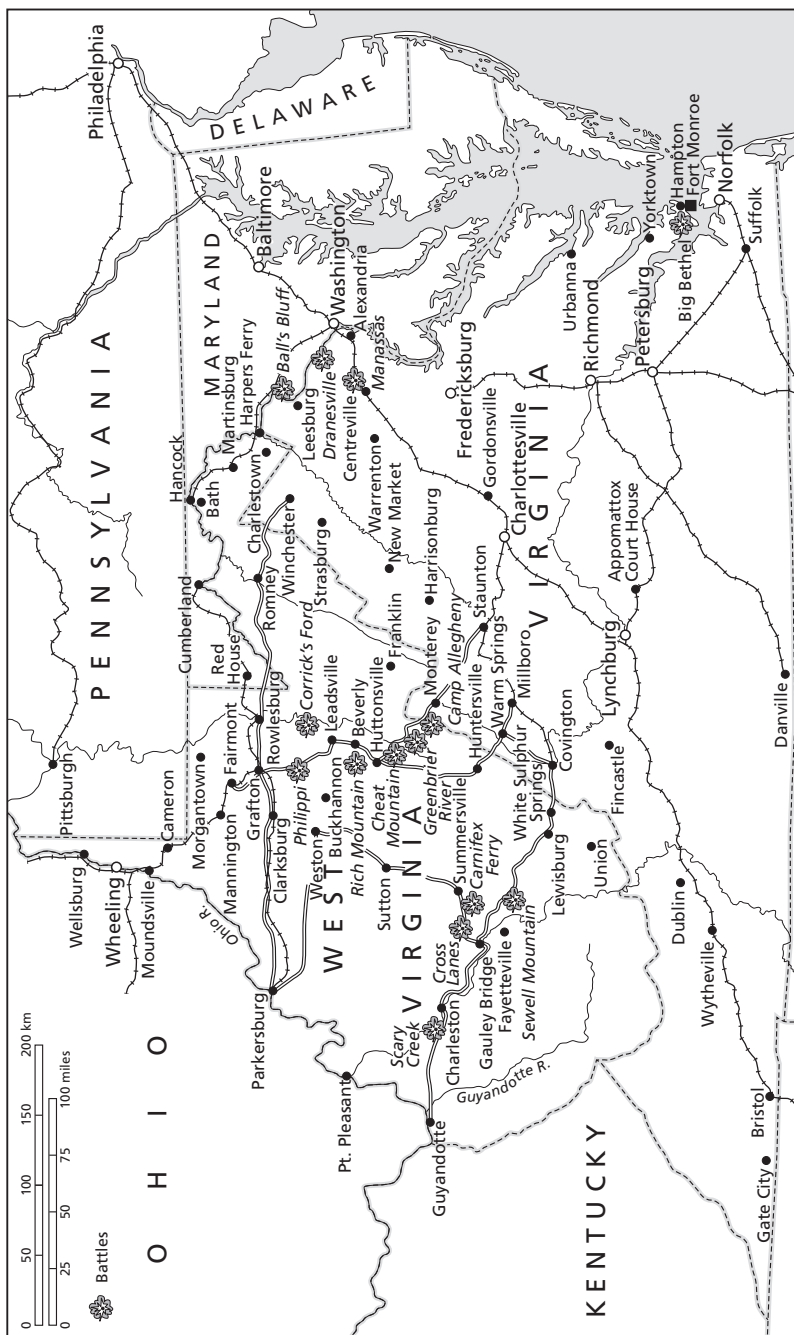 0
50
100
150
200 km
0
25
50
75
100 miles
Battles
OHIO
PENNSYLVANIA
MARYLAND
DELAWARE
WEST
VIRGINIA
VIRGINIA
KENTUCKY
Philadelphia
Pittsburgh
Wellsburg
Wheeling
Moundsville
Cameron
Ohio R.
Morgantown
Mannington
Fairmont
Grafton
Rowlesburg
Red
House
Cumberland
Hancock
Bath
Martinsburg
Harpers Ferry
Charlestown
Baltimore
Ball's Bluff
Washington
Alexandria
Leesburg
Dranesville
Centreville
Manassas
Romney
Winchester
Strasburg
Warrenton
New Market
Harrisonburg
Franklin
Parkersburg
Clarksburg
Philippi
Corrick's Ford
Leadsville
Beverly
Huttonsville
Weston
Buckhannon
Rich Mountain
Cheat
Mountain
Greenbrier
River
Monterey
Camp Allegheny
Huntersville
Warm Springs
Millboro
Staunton
Sutton
Summersville
Carnifex
Ferry
Cross
Lanes
Pt. Pleasant
Scary
Creek
Charleston
Gauley Bridge
Fayetteville
Sewell Mountain
Guyandotte
Guyandotte R.
Lewisburg
White Sulphur
Springs
Covington
Union
Fincastle
Fredericksburg
Gordonsville
Charlottesville
Richmond
Petersburg
Urbanna
Yorktown
Hampton
Fort Monroe
Big Bethel
Norfolk
Suffolk
Appomattox
Court House
Lynchburg
Danville
Dublin
Wytheville
Bristol
Gate City